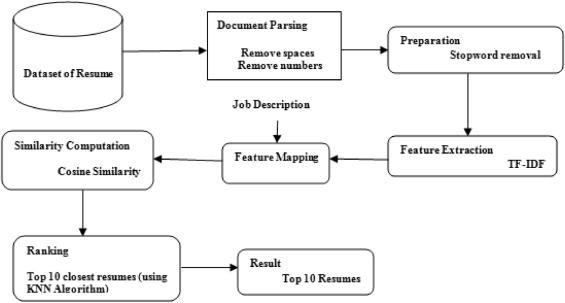 Dataset of Resume
Document Parsing
Remove spaces
Remove numbers
Preparation
Stopword removal
Job Description
Feature Extraction
TF-IDF
Feature Mapping
Similarity Computation
Cosine Similarity
Ranking
Top 10 closest resumes (using
KNN Algorithm)
Result
Top 10 Resumes